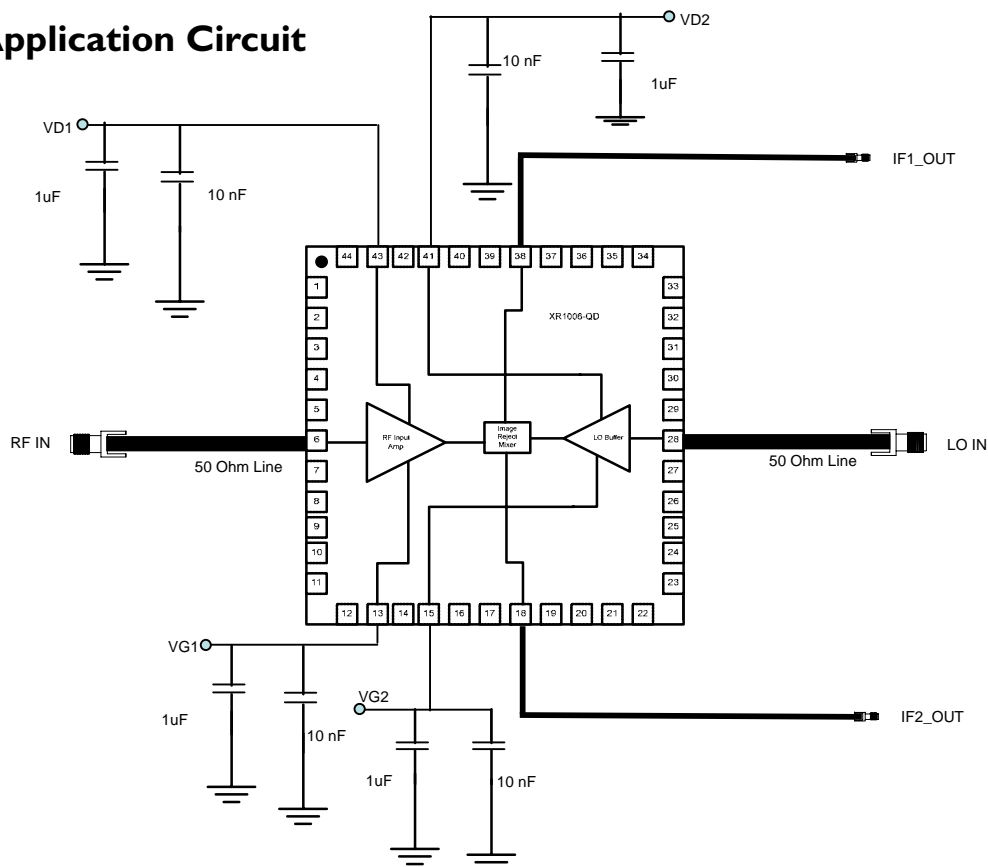 Application Circuit
VD2
10 nF
1uF
VD1
1uF
10 nF
IF1_OUT
44 43 42 41 40 39 38 37 36 35 34
1
2
3
4
5
6
7
8
9
10
11
33
32
31
30
29
28
27
26
25
24
23
XR1006-QD
RF Input
Amp
Image
Reject
Mixer
LO Buffer
RF IN
50 Ohm Line
50 Ohm Line
LO IN
12 13 14 15 16 17 18 19 20 21 22
VG1
1uF
10 nF
VG2
1uF
10 nF
IF2_OUT